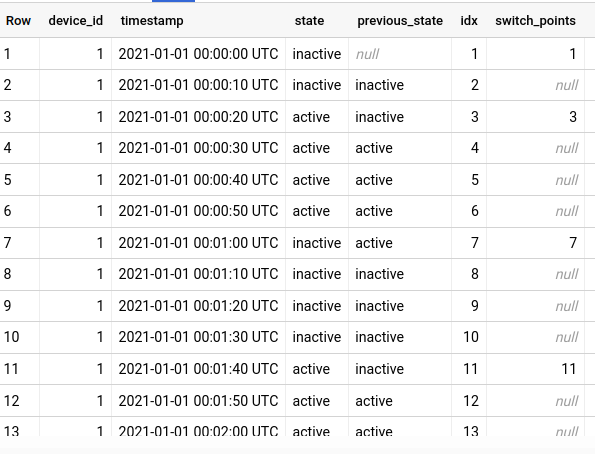 Row device_id timestamp state previous_state idx switch_points
1 1 2021-01-01 00:00:00 UTC inactive null 1 1
2 1 2021-01-01 00:00:10 UTC inactive inactive 2 null
3 1 2021-01-01 00:00:20 UTC active inactive 3 3
4 1 2021-01-01 00:00:30 UTC active active 4 null
5 1 2021-01-01 00:00:40 UTC active active 5 null
6 1 2021-01-01 00:00:50 UTC active active 6 null
7 1 2021-01-01 00:01:00 UTC inactive active 7 7
8 1 2021-01-01 00:01:10 UTC inactive inactive 8 null
9 1 2021-01-01 00:01:20 UTC inactive inactive 9 null
10 1 2021-01-01 00:01:30 UTC inactive inactive 10 null
11 1 2021-01-01 00:01:40 UTC active inactive 11 11
12 1 2021-01-01 00:01:50 UTC active active 12 null
13 1 2021-01-01 00:02:00 UTC active active 13 null